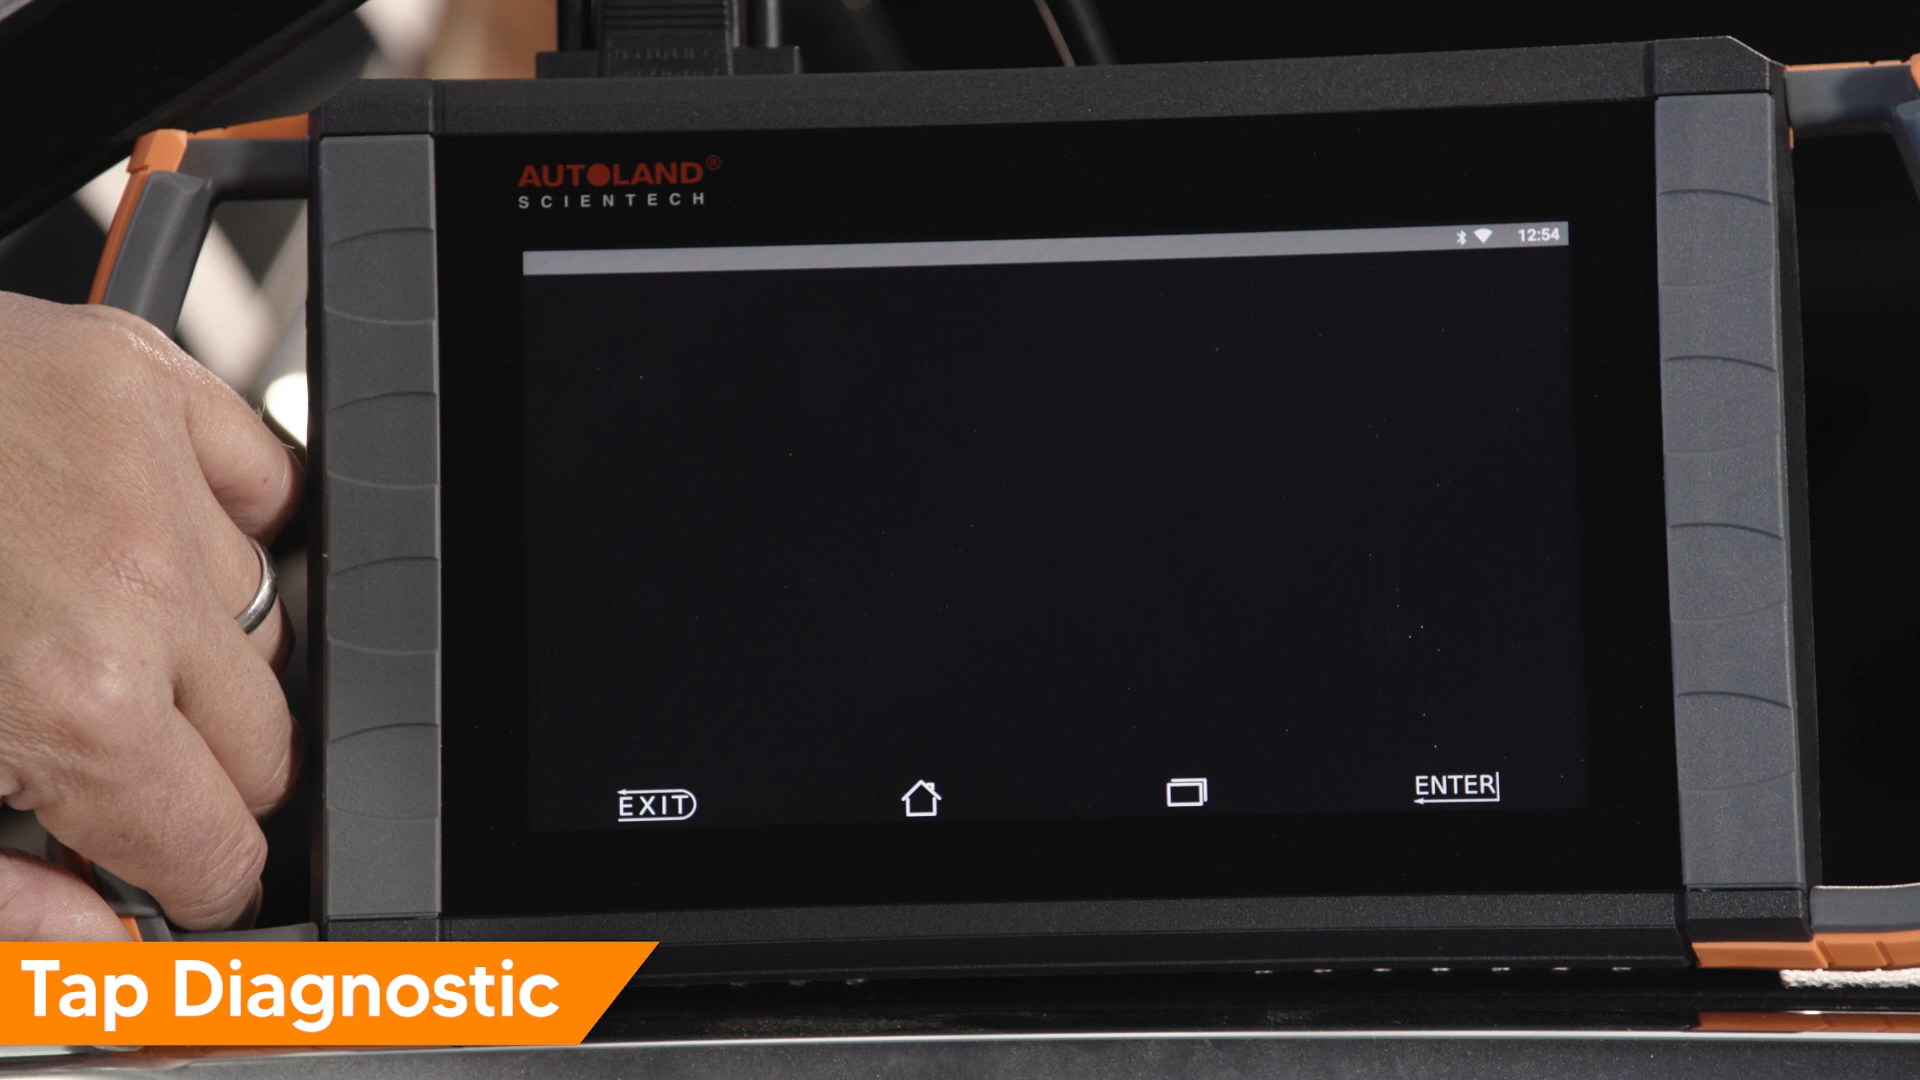 AUTOLAND®
SCIENTECH
12:54
EXIT
ENTER
Tap Diagnostic